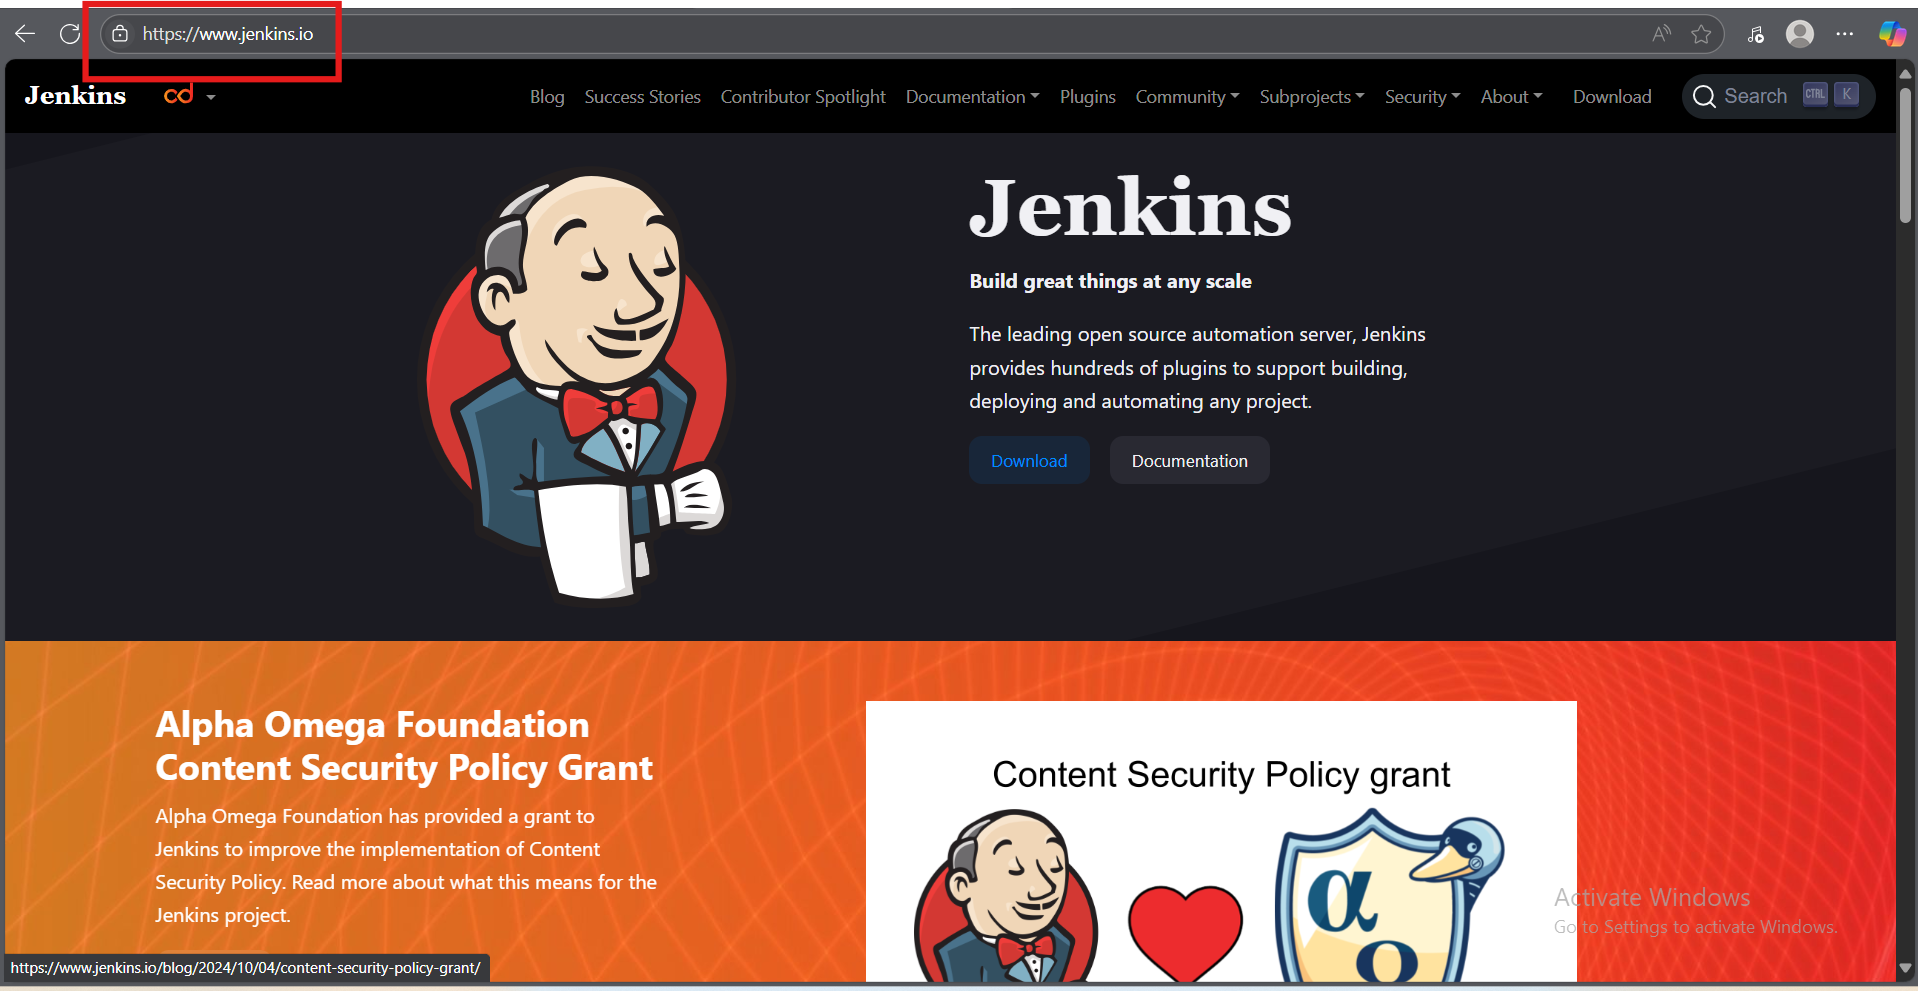 https://www.jenkins.io
Jenkins cd Blog Success Stories Contributor Spotlight Documentation Plugins Community Subprojects Security About Download Search CTRL K
Jenkins
Build great things at any scale
The leading open source automation server, Jenkins
provides hundreds of plugins to support building,
deploying and automating any project.
Download Documentation
Alpha Omega Foundation
Content Security Policy Grant
Alpha Omega Foundation has provided a grant to
Jenkins to improve the implementation of Content
Security Policy. Read more about what this means for the
Jenkins project.
Content Security Policy grant
α
ο
Activate Windows
Go to Settings to activate Windows.
https://www.jenkins.io/blog/2024/10/04/content-security-policy-grant/